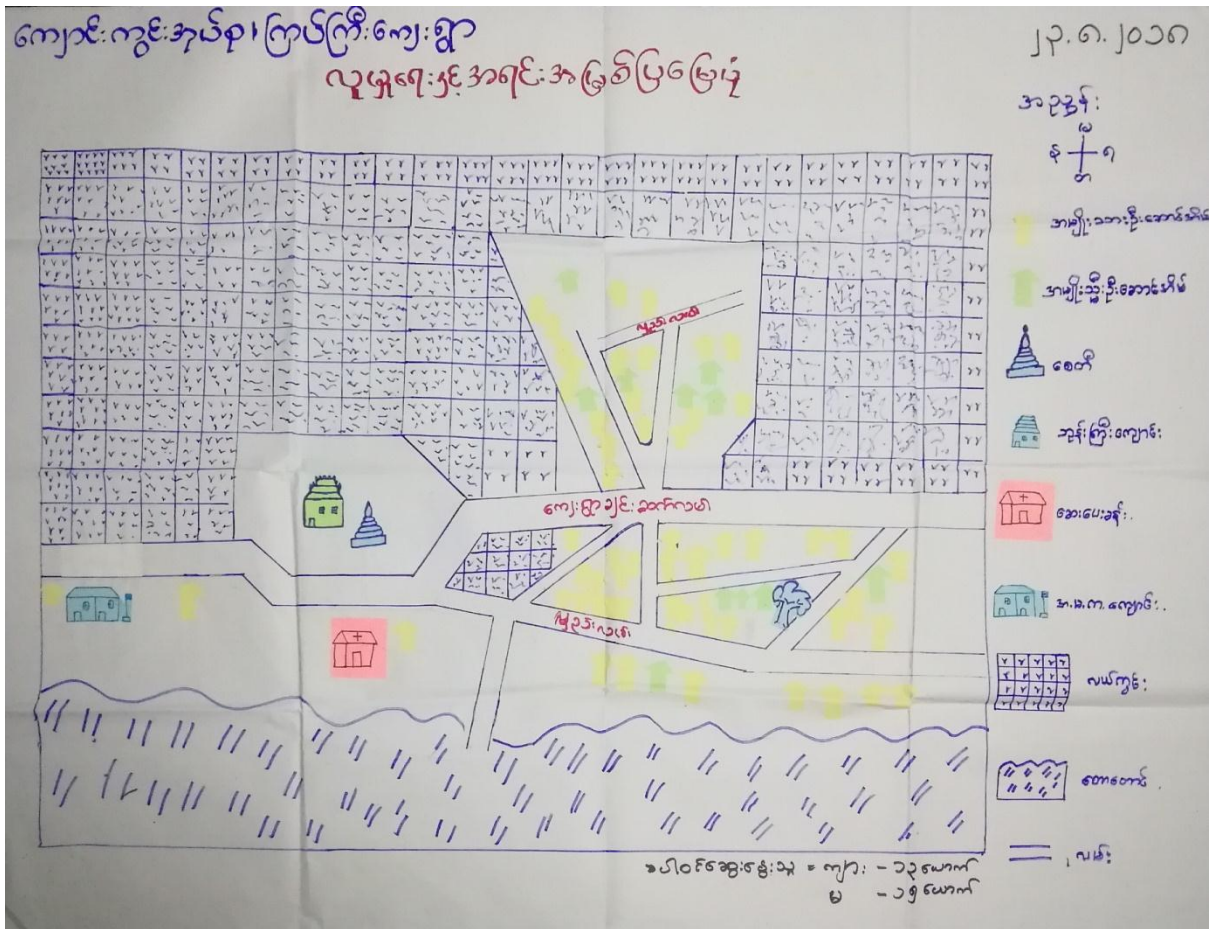 ကျောင်းကွင်းအုပ်စု၊ ကြပ်ကြီးကျေးရွာ
၂၃.၆.၂၀၁၈
လူမှုရေးနှင့်အရင်းအမြစ်ပြမြေပုံ
အညွှန်း
မ
န
ရ
တ
အမျိုးသားဦးဆောင်အိမ်
အမျိုးသ္မီးဦးဆောင်အိမ်
စေတီ
ဘုန်းကြီးကျောင်း
ဆေးပေးခန်း
အ.မ.က.ကျောင်း
လယ်ကွင်း
တောတောင်
လမ်း
ကျေးရွာချင်းဆက်လမ်း
ပါဝင်ဆွေးနွေးသူ = ကျား - ၁၃ယောက်
မ - ၁၅ယောက်